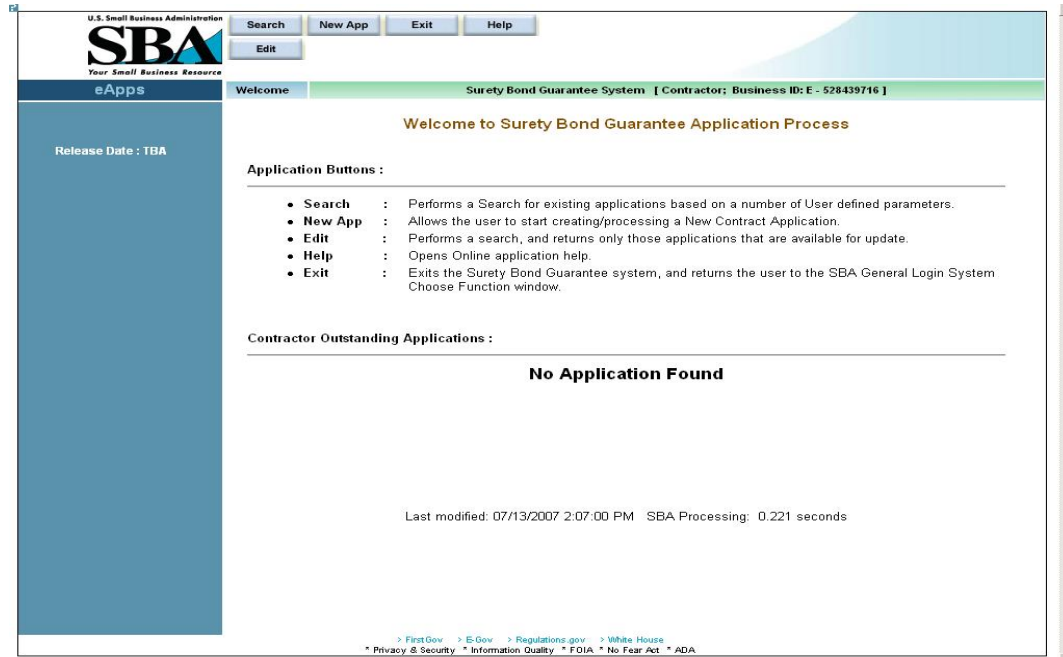 U.S. Small Business Administration
SBA
Your Small Business Resource
Search New App Exit Help
Edit
eApps
Welcome Surety Bond Guarantee System [ Contractor; Business ID: E - 528439716 ]
Release Date : TBA
Welcome to Surety Bond Guarantee Application Process
Application Buttons :
• Search : Performs a Search for existing applications based on a number of User defined parameters.
• New App : Allows the user to start creating/processing a New Contract Application.
• Edit : Performs a search, and returns only those applications that are available for update.
• Help : Opens Online application help.
• Exit : Exits the Surety Bond Guarantee system, and returns the user to the SBA General Login System
Choose Function window.
Contractor Outstanding Applications :
No Application Found
Last modified: 07/13/2007 2:07:00 PM SBA Processing: 0.221 seconds
> FirstGov > E-Gov > Regulations.gov > White House
* Privacy & Security * Information Quality * FOIA * No Fear Act * ADA